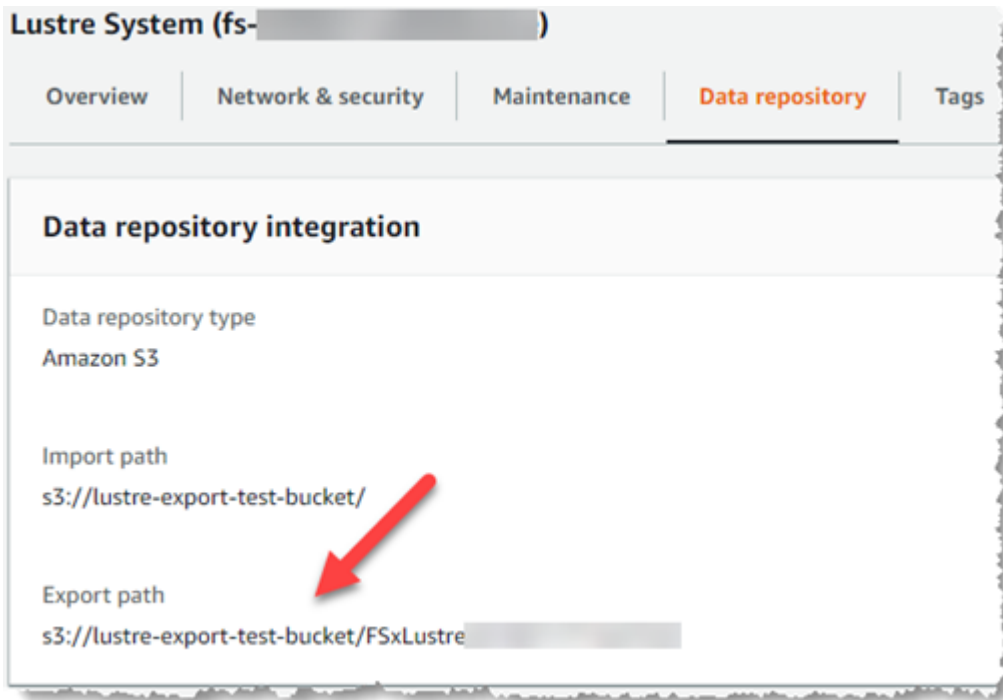 Lustre System (fs- )
Overview Network & security Maintenance Data repository Tags
Data repository integration
Data repository type
Amazon S3
Import path
s3://lustre-export-test-bucket/
Export path
s3://lustre-export-test-bucket/FSxLustre